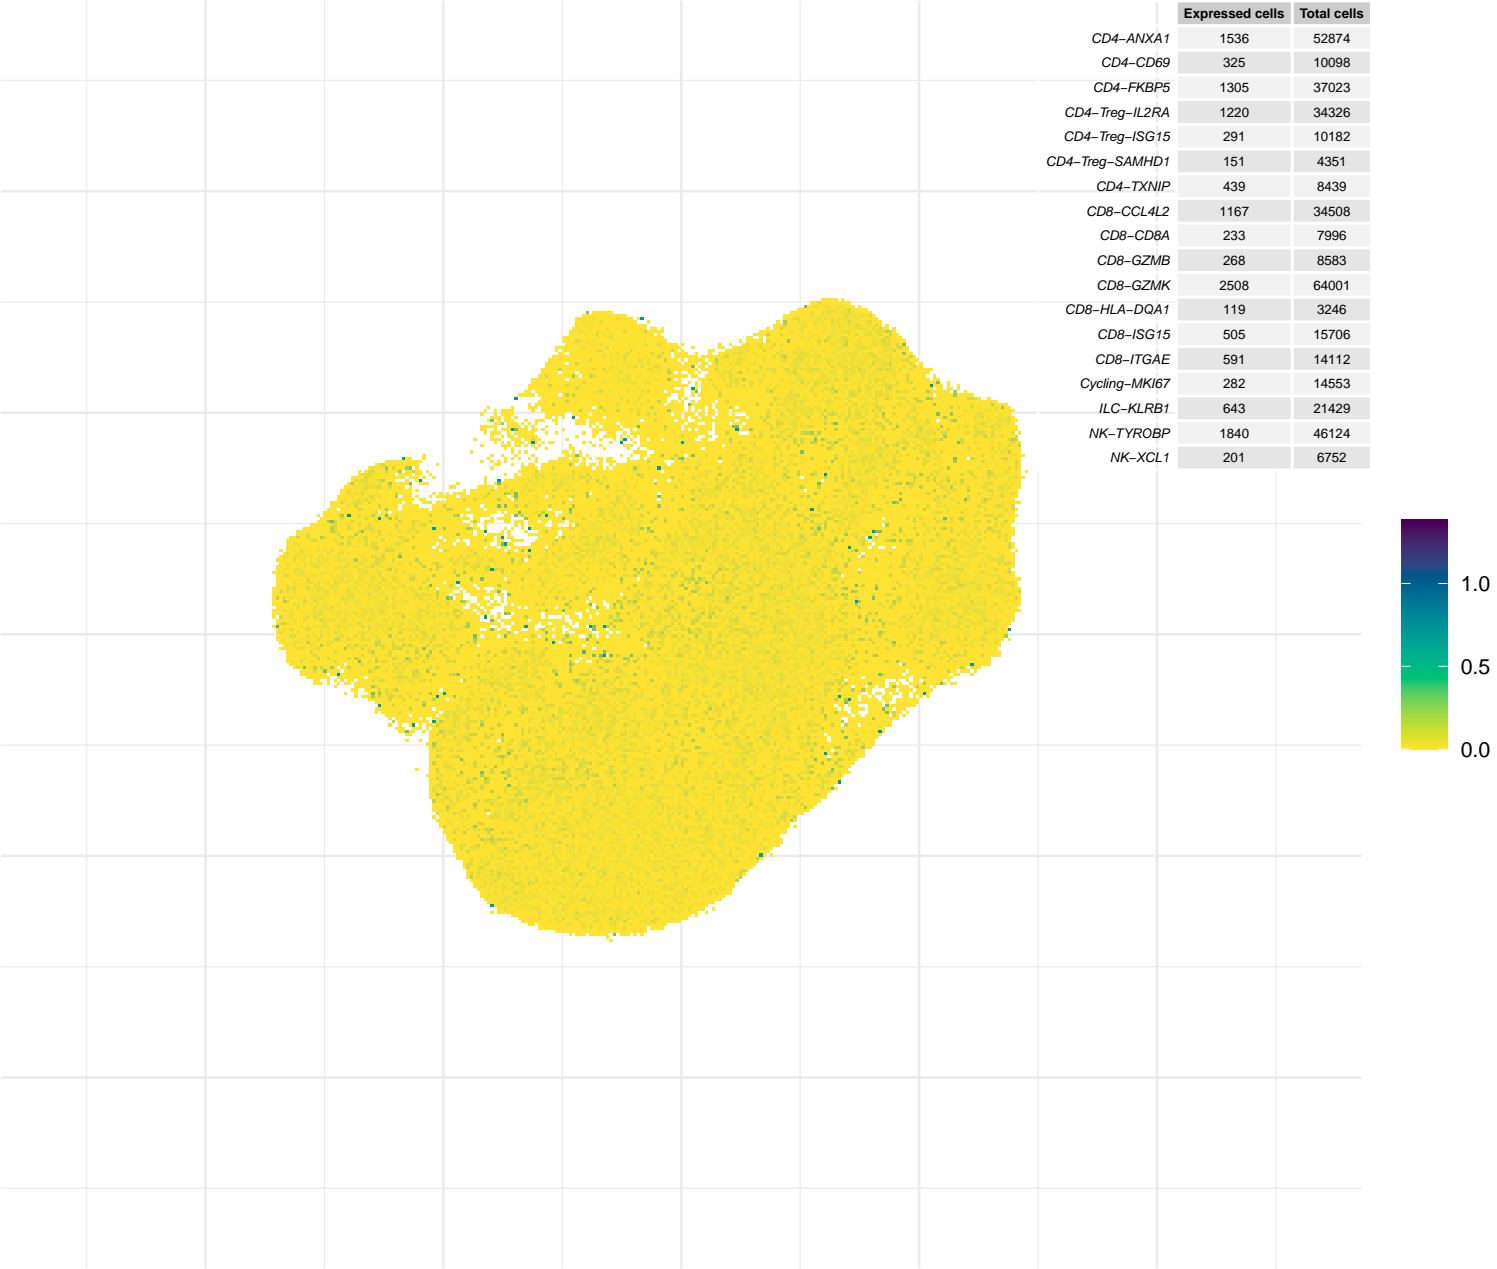 Expressed cells Total cells
CD4−ANXA1 1536 52874
CD4−CD69 325 10098
CD4−FKBP5 1305 37023
CD4−Treg−IL2RA 1220 34326
CD4−Treg−ISG15 291 10182
CD4−Treg−SAMHD1 151 4351
CD4−TXNIP 439 8439
CD8−CCL4L2 1167 34508
CD8−CD8A 233 7996
CD8−GZMB 268 8583
CD8−GZMK 2508 64001
CD8−HLA−DQA1 119 3246
CD8−ISG15 505 15706
CD8−ITGAE 591 14112
Cycling−MKI67 282 14553
ILC−KLRB1 643 21429
NK−TYROBP 1840 46124
NK−XCL1 201 6752
1.0
0.5
0.0